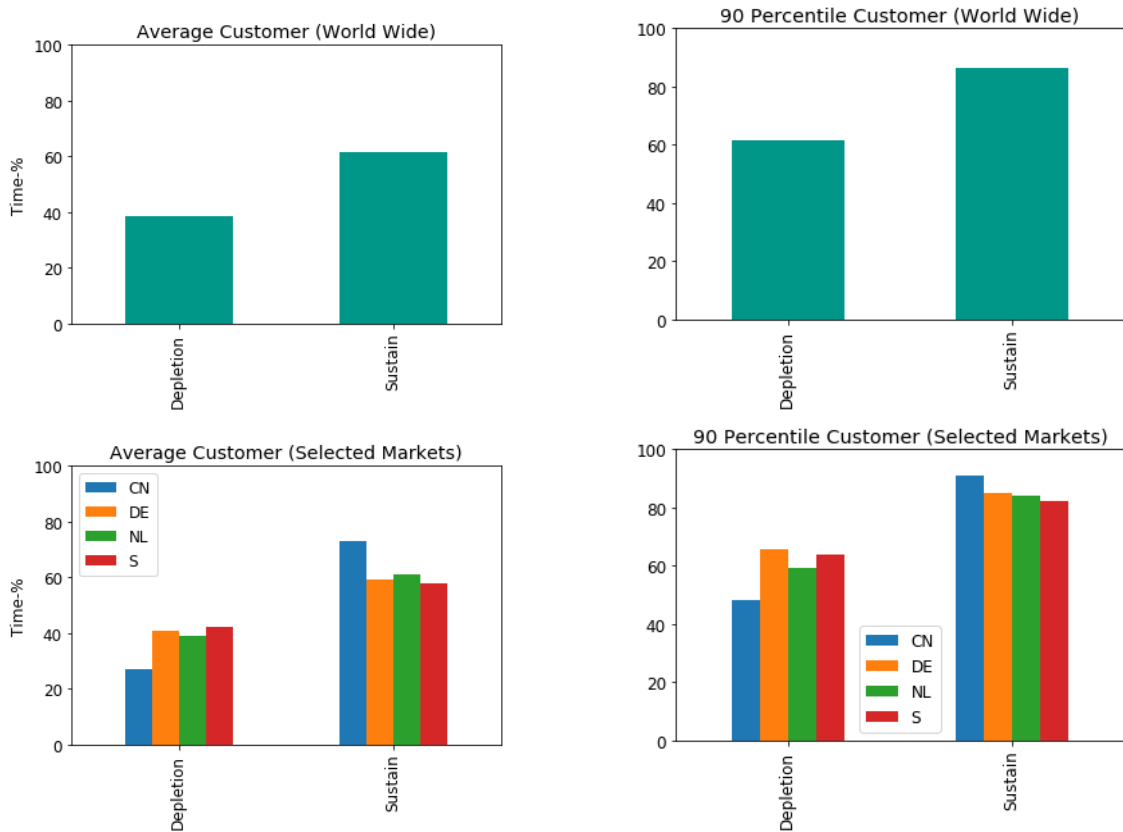 Average Customer (World Wide)
100
80
60
40
20
0
Time-%
Depletion
Sustain
90 Percentile Customer (World Wide)
100
80
60
40
20
0
Depletion
Sustain
Average Customer (Selected Markets)
100
80
60
40
20
0
Time-%
CN
DE
NL
S
Depletion
Sustain
90 Percentile Customer (Selected Markets)
100
80
60
40
20
0
CN
DE
NL
S
Depletion
Sustain